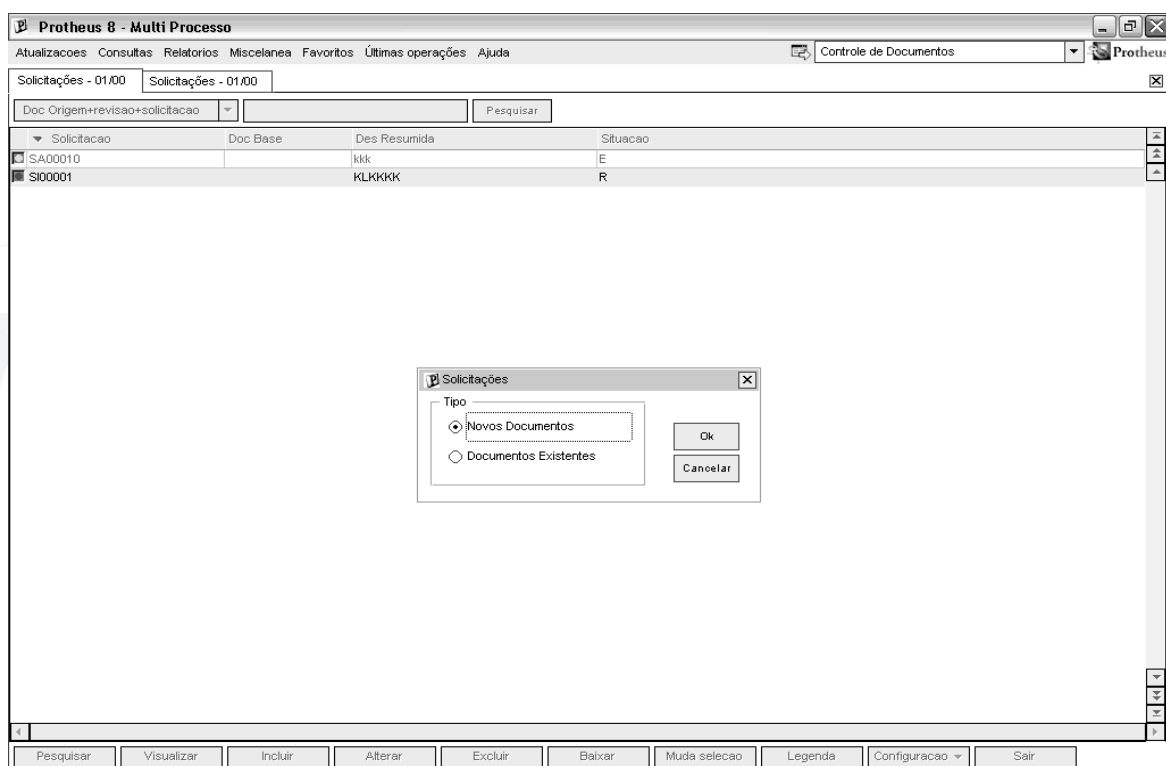 Protheus 8 - Multi Processo
Atualizacoes Consultas Relatorios Miscelanea Favoritos Últimas operações Ajuda Controle de Documentos Protheus
Solicitações - 01/00 Solicitações - 01/00
Doc Origem+revisao+solicitacao Pesquisar
Solicitacao Doc Base Des Resumida Situacao
SA00010 kkk E
SI00001 KLKKKK R
Solicitações
Tipo
Novos Documentos
Ok
Documentos Existentes
Cancelar
Pesquisar Visualizar Incluir Alterar Excluir Baixar Muda selecao Legenda Configuracao Sair